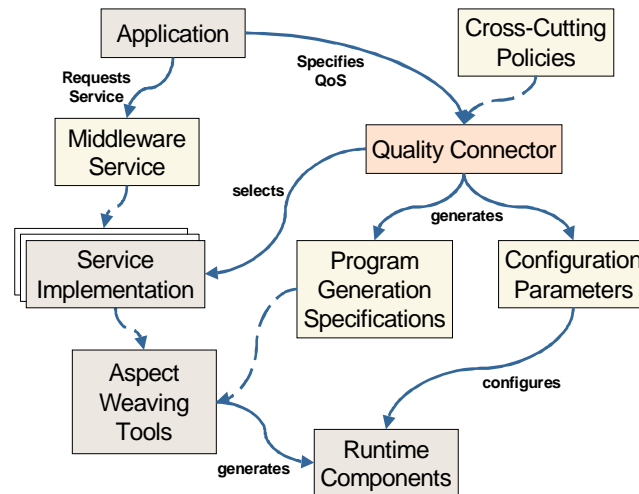 Application
Cross-Cutting
Policies
Requests
Service
Specifies
QoS
Middleware
Service
Quality Connector
selects
generates
Service
Implementation
Program
Generation
Specifications
Configuration
Parameters
Aspect
Weaving
Tools
configures
generates
Runtime
Components